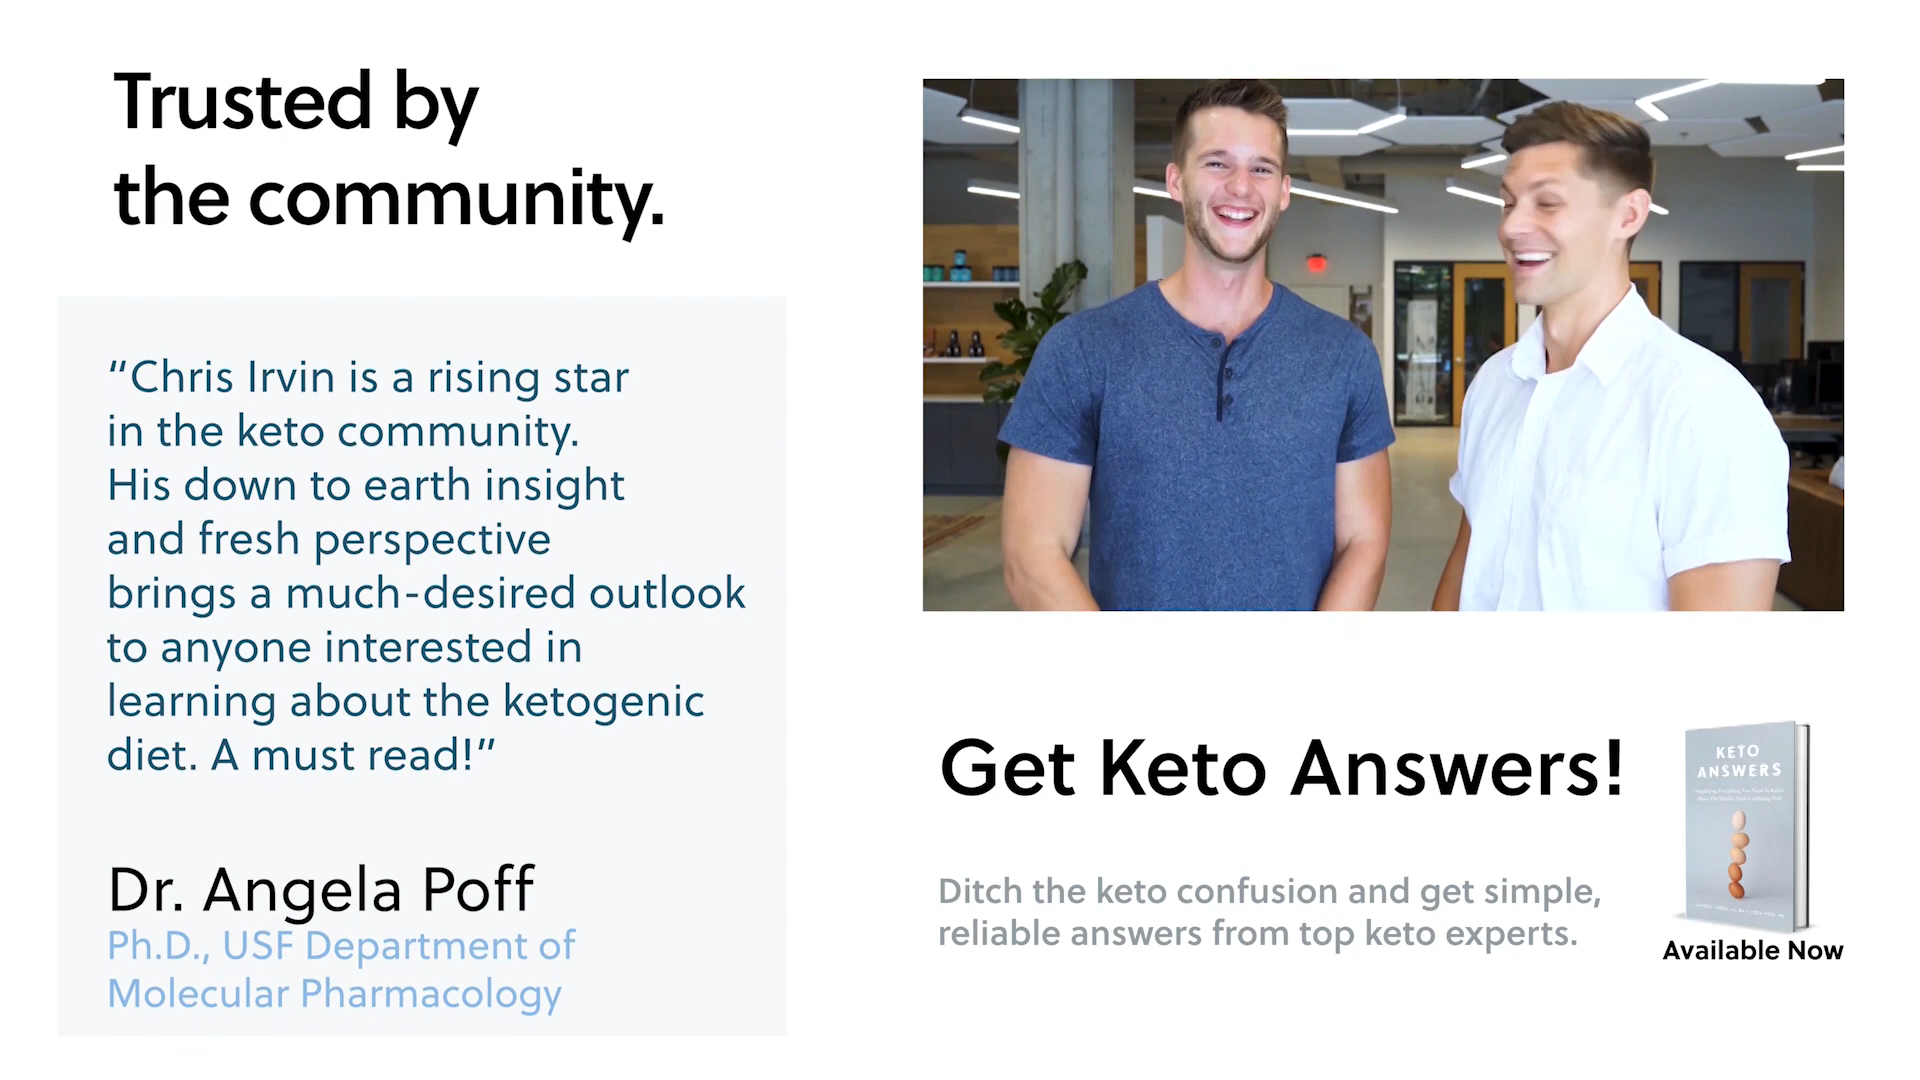 Trusted by
the community.
“Chris Irvin is a rising star
in the keto community.
His down to earth insight
and fresh perspective
brings a much-desired outlook
to anyone interested in
learning about the ketogenic
diet. A must read!”
Dr. Angela Poff
Ph.D., USF Department of
Molecular Pharmacology
Get Keto Answers!
Ditch the keto confusion and get simple,
reliable answers from top keto experts.
KETO
ANSWERS
Available Now